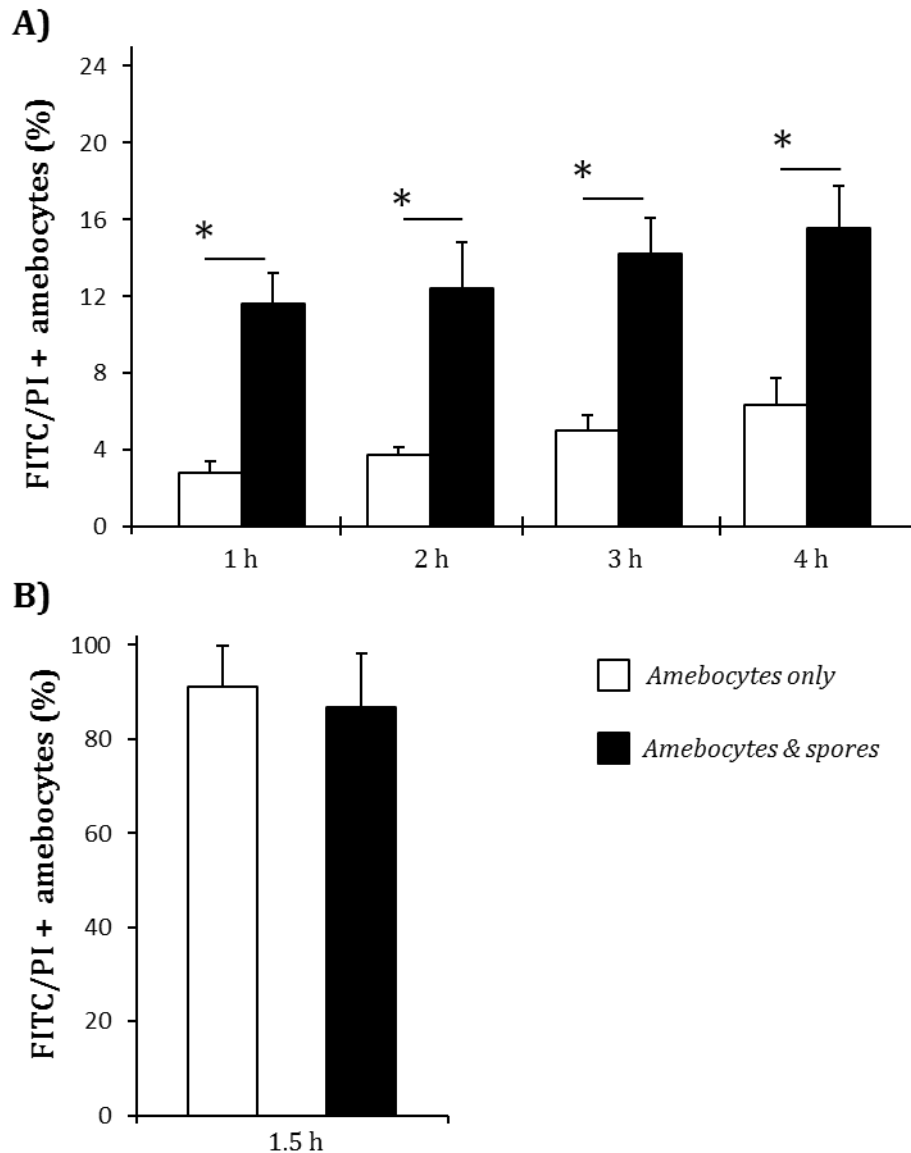 A)
FITC/PI + amebocytes (%)
24
20
16
12
8
4
0
*
*
*
*
1 h
2 h
3 h
4 h
B)
FITC/PI + amebocytes (%)
100
80
60
40
20
0
1.5 h
Amebocytes only
Amebocytes & spores